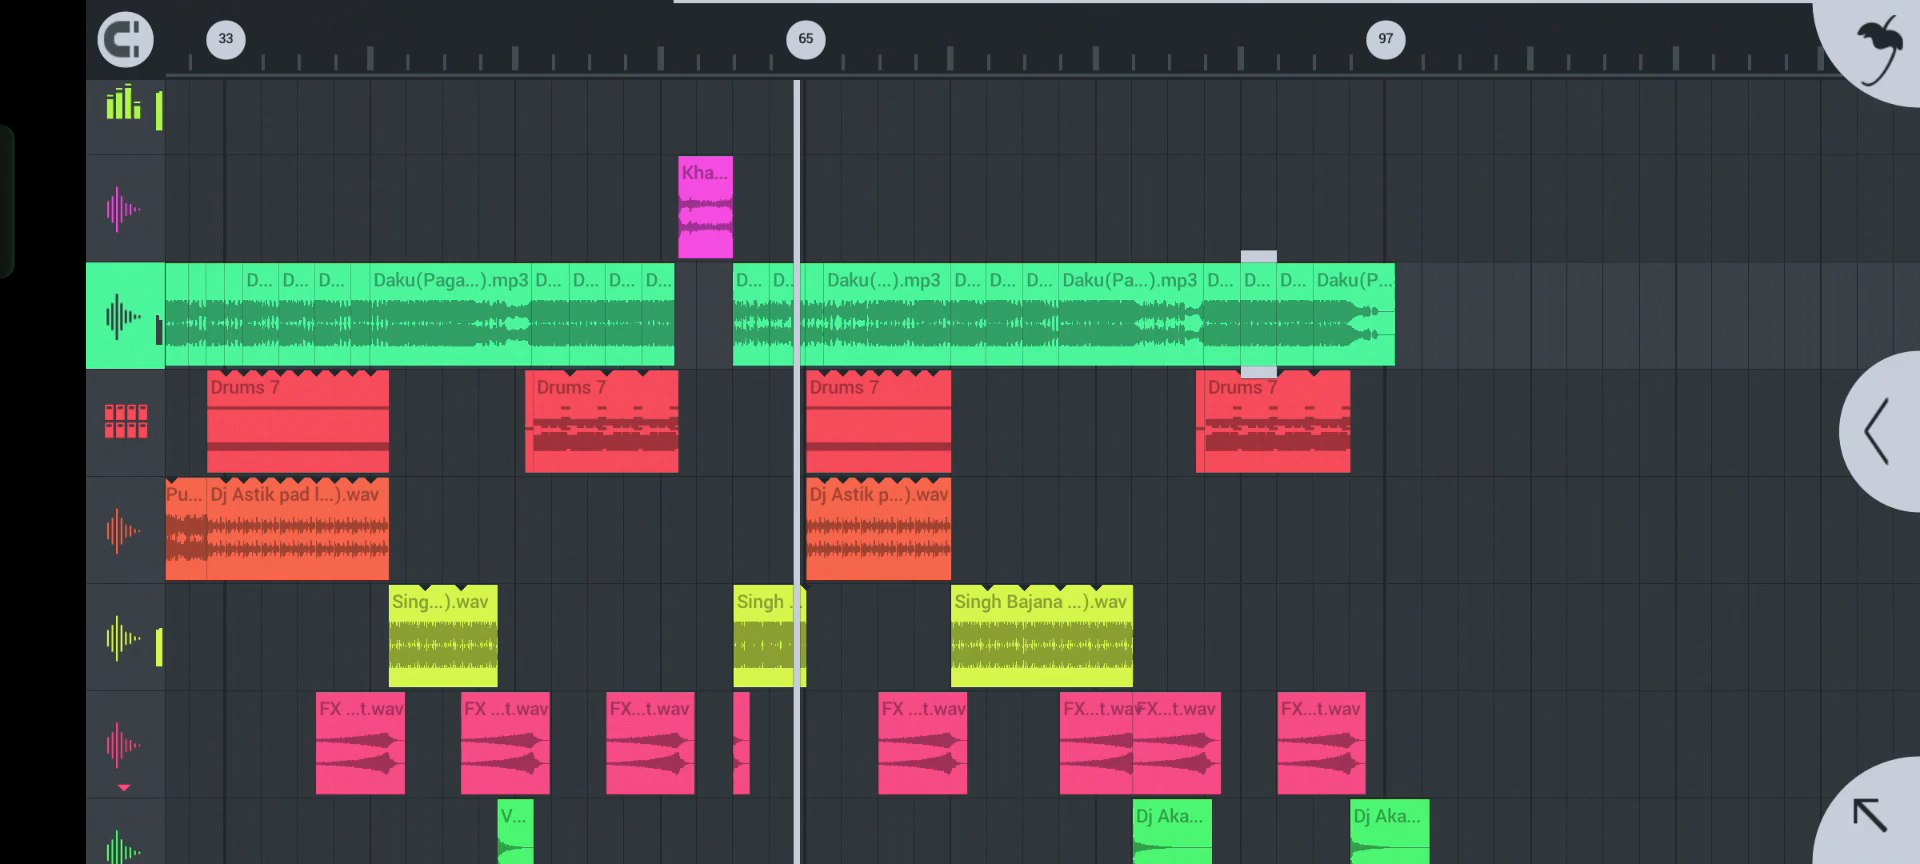 33 65 97
Kha...
D... D... D... Daku(Paga...).mp3 D... D... D... D... D... D... Daku(...).mp3 D... D... D... Daku(Pa...).mp3 D... D... D... Daku(P...
Drums 7 Drums 7 Drums 7 Drums 7
Pu... Dj Astik pad l...).wav Dj Astik p...).wav
Sing...).wav Singh ... Singh Bajana ...).wav
FX ...t.wav FX ...t.wav FX...t.wav FX ...t.wav FX...t.wav FX...t.wav FX...t.wav
V... Dj Aka... Dj Aka...